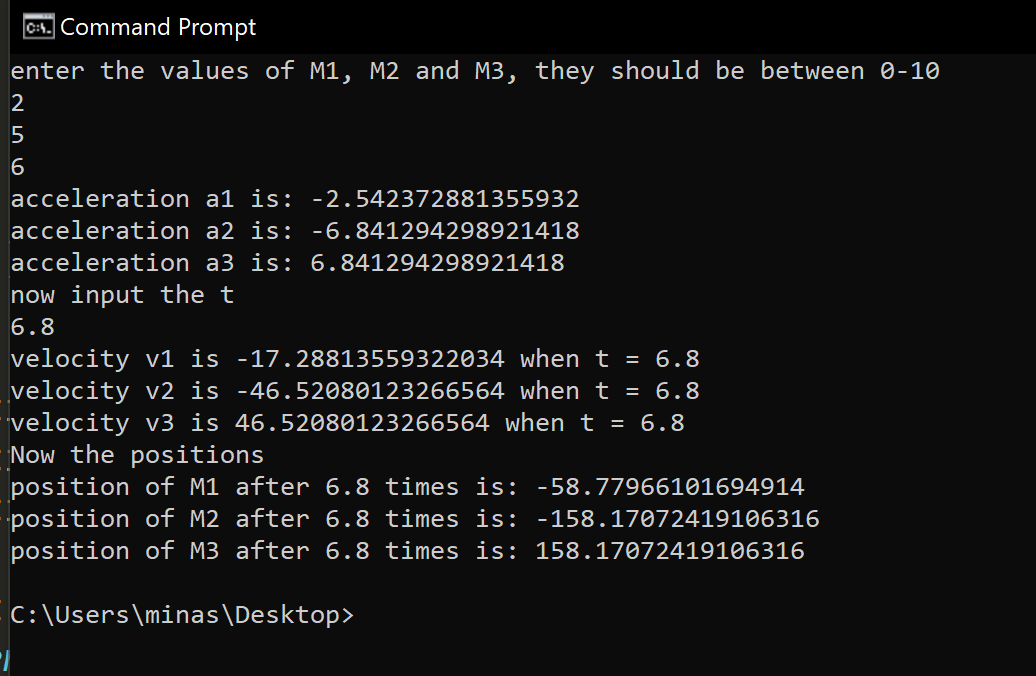 Command Prompt
enter the values of M1, M2 and M3, they should be between 0-10
2
5
6
acceleration a1 is: -2.542372881355932
acceleration a2 is: -6.841294298921418
acceleration a3 is: 6.841294298921418
now input the t
6.8
velocity v1 is -17.28813559322034 when t = 6.8
velocity v2 is -46.52080123266564 when t = 6.8
velocity v3 is 46.52080123266564 when t = 6.8
Now the positions
position of M1 after 6.8 times is: -58.77966101694914
position of M2 after 6.8 times is: -158.17072419106316
position of M3 after 6.8 times is: 158.17072419106316
C:\Users\minas\Desktop>